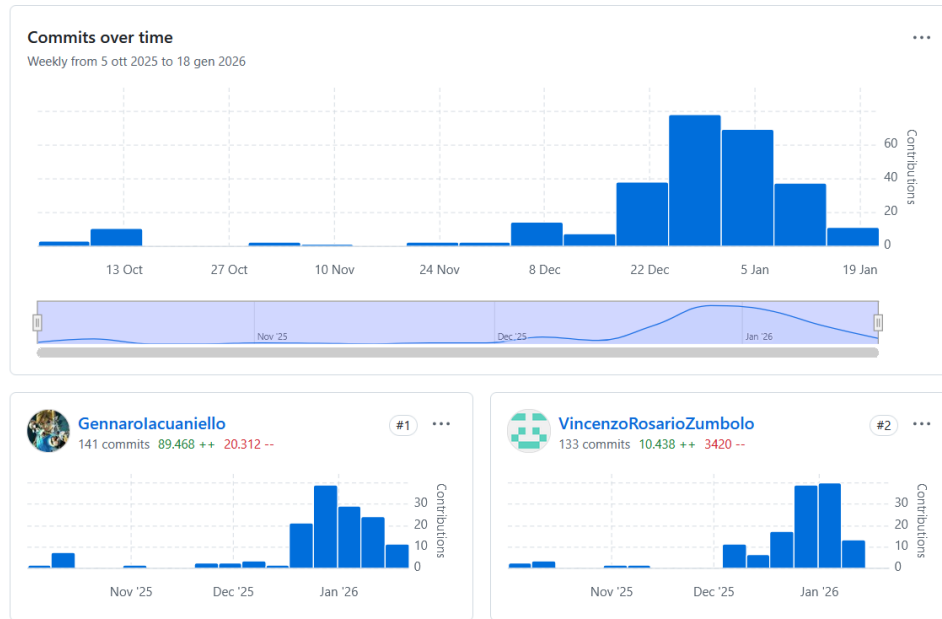 Commits over time
Weekly from 5 ott 2025 to 18 gen 2026
60
40
20
0
Contributions
13 Oct 27 Oct 10 Nov 24 Nov 8 Dec 22 Dec 5 Jan 19 Jan
Nov '25 Dec '25 Jan '26
GennaroIacuaniello #1
141 commits 89.468 ++ 20.312 --
30
20
10
0
Contributions
Nov '25 Dec '25 Jan '26
VincenzoRosarioZumbolo #2
133 commits 10.438 ++ 3420 --
30
20
10
0
Contributions
Nov '25 Dec '25 Jan '26